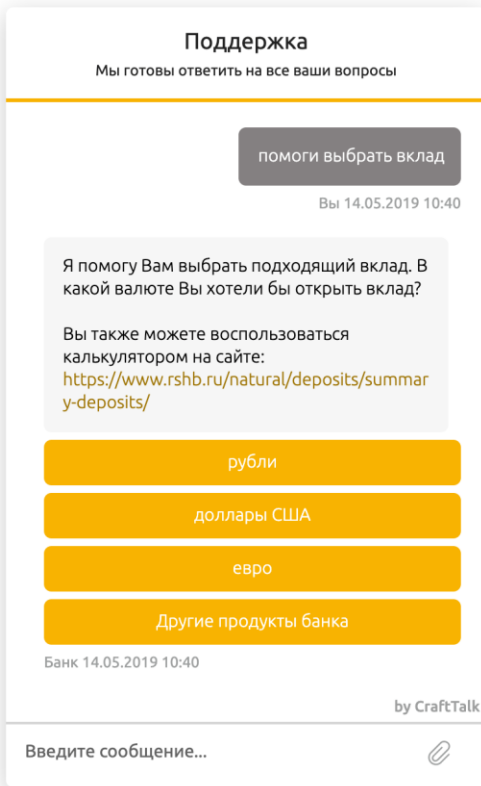 Поддержка
Мы готовы ответить на все ваши вопросы
помоги выбрать вклад
Вы 14.05.2019 10:40
Я помогу Вам выбрать подходящий вклад. В
какой валюте Вы хотели бы открыть вклад?
Вы также можете воспользоваться
калькулятором на сайте:
https://www.rshb.ru/natural/deposits/summar
y-deposits/
рубли
доллары США
евро
Другие продукты банка
Банк 14.05.2019 10:40
by CraftTalk
Введите сообщение...